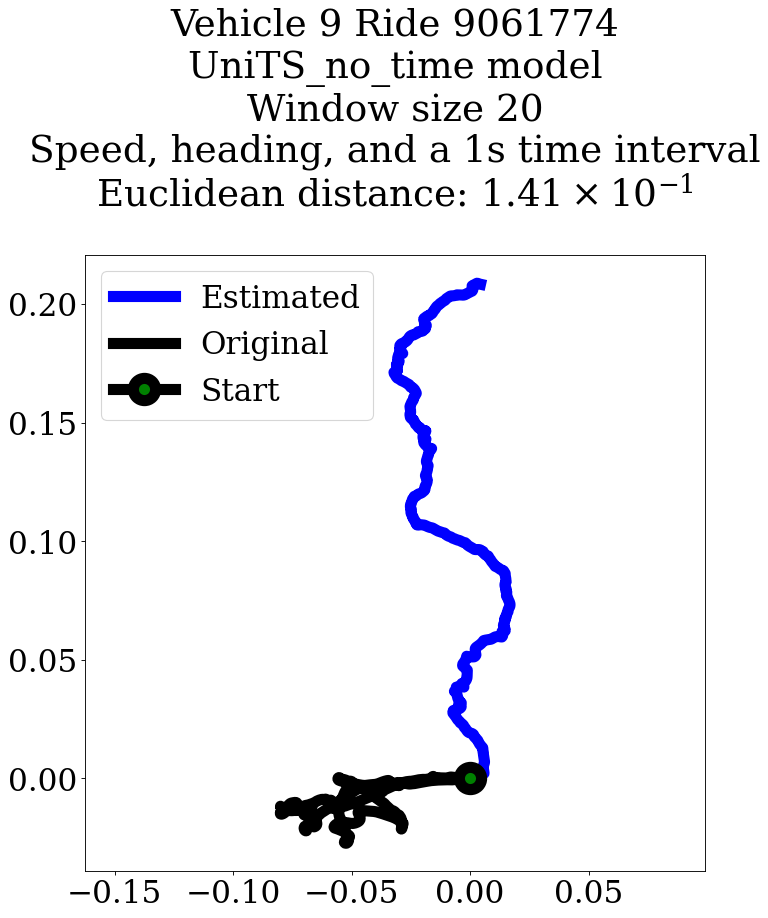 Vehicle 9 Ride 9061774
UniTS_no_time model
Window size 20
Speed, heading, and a 1s time interval
Euclidean distance: 1.41 × 10⁻¹
Estimated
Original
Start
0.20
0.15
0.10
0.05
0.00
−0.15 −0.10 −0.05 0.00 0.05